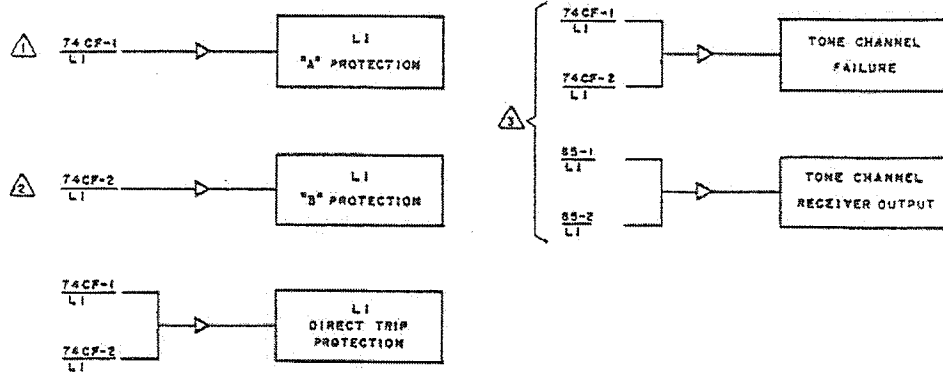 1
74CF-1
L1
L1
"A" PROTECTION
2
74CF-2
L1
L1
"B" PROTECTION
74CF-1
L1
74CF-2
L1
L1
DIRECT TRIP
PROTECTION
3
74CF-1
L1
74CF-2
L1
TONE CHANNEL
FAILURE
85-1
L1
85-2
L1
TONE CHANNEL
RECEIVER OUTPUT